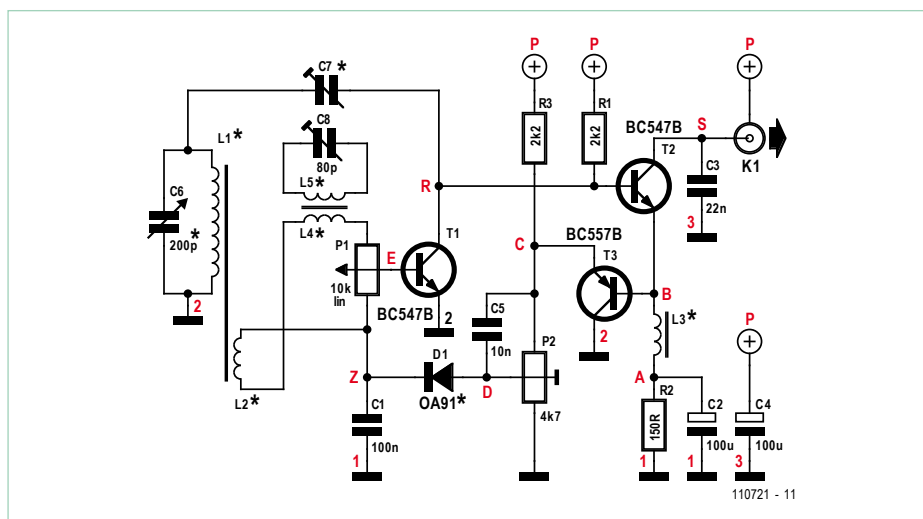 C7 *
P
P
P
C8
R3
R1
L1*
BC547B
S
2k2
2k2
T2
80p
K1
L5*
C3
C6
R
22n
200p *
L4*
BC557B
3
T1
C
T3
P1
E
B
2
10k
lin
BC547B
2
C5
2
L3*
P
P2
10n
D1
Z
A
D
R2
C2
C4
L2*
C1
OA91*
4k7
150R
100n
100u
100u
1
1
1
3
110721 - 11